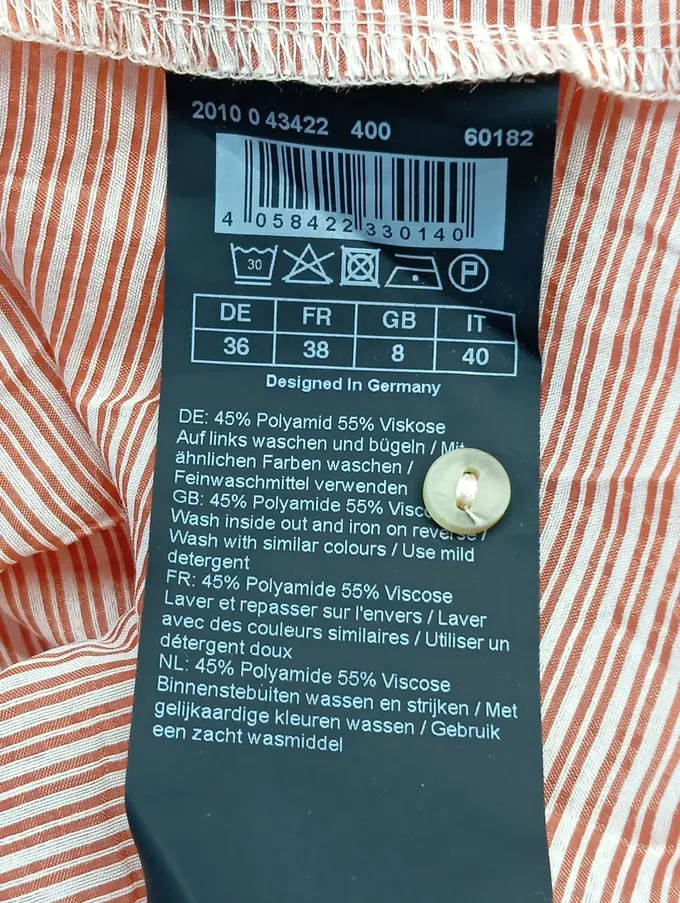 2010 0 43422 400 60182
4 058422 330140
30 P
DE FR GB IT
36 38 8 40
Designed In Germany
DE: 45% Polyamid 55% Viskose
Auf links waschen und bügeln / Mit
ähnlichen Farben waschen /
Feinwaschmittel verwenden
GB: 45% Polyamide 55%
Wash inside out and iron on reverse /
Wash with similar colours / Use mild
detergent
FR: 45% Polyamide 55% Viscose
Laver et repasser sur l'envers / Laver
avec des couleurs similaires / Utiliser un
détergent doux
NL: 45% Polyamide 55% Viscose
Binnenstebuiten wassen en strijken / Met
gelijkaardige kleuren wassen / Gebruik
een zacht wasmiddel